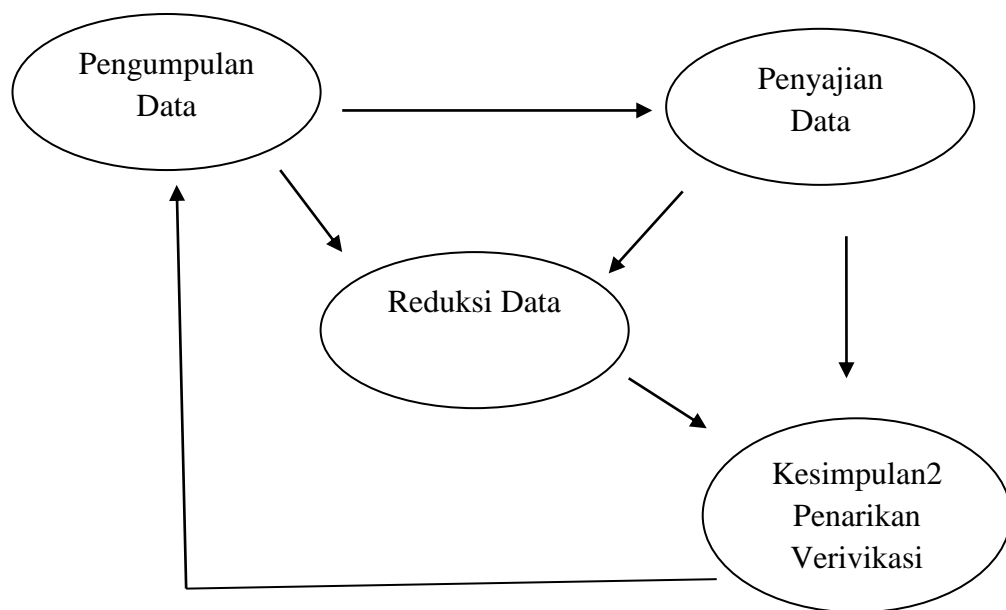 Pengumpulan
Data
Penyajian
Data
Reduksi Data
Kesimpulan2
Penarikan
Verivikasi